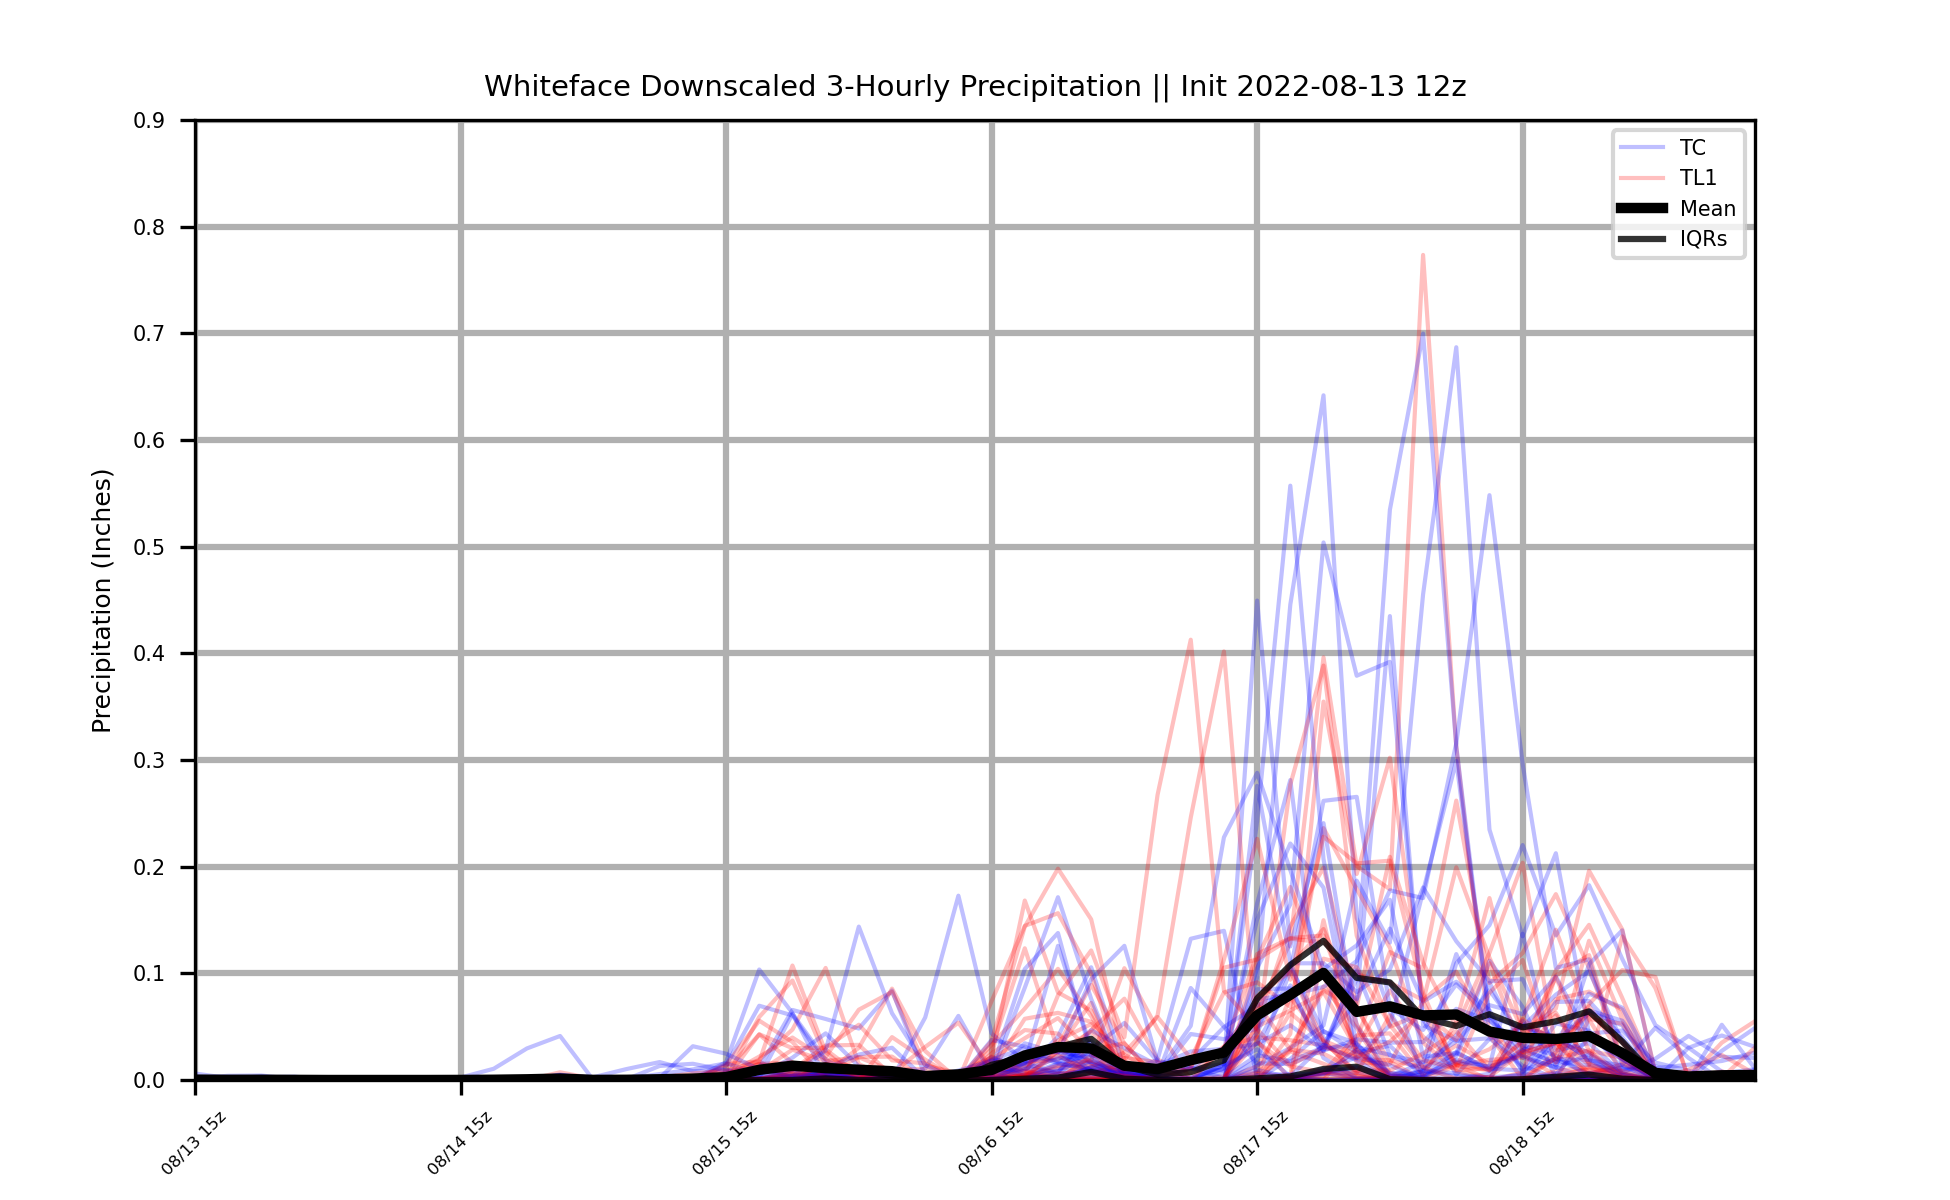 Whiteface Downscaled 3-Hourly Precipitation || Init 2022-08-13 12z
TC
TL1
Mean
IQRs
Precipitation (Inches)
0.9
0.8
0.7
0.6
0.5
0.4
0.3
0.2
0.1
0.0
08/13 15z
08/14 15z
08/15 15z
08/16 15z
08/17 15z
08/18 15z